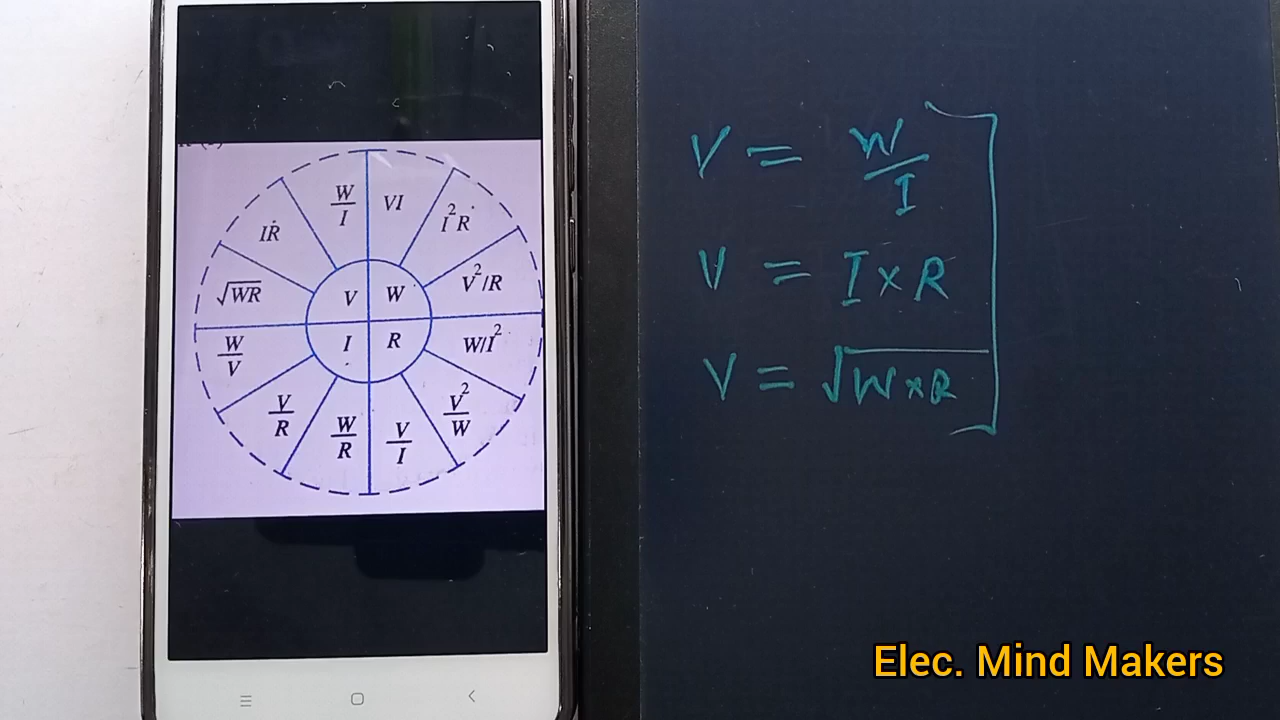 W/I
VI
I²R
IR
V²/R
√WR
V
W
I
R
W/I²
W/V
V/R
W/R
V/I
V²/W
V = W/I
V = I × R
V = √W×R
Elec. Mind Makers